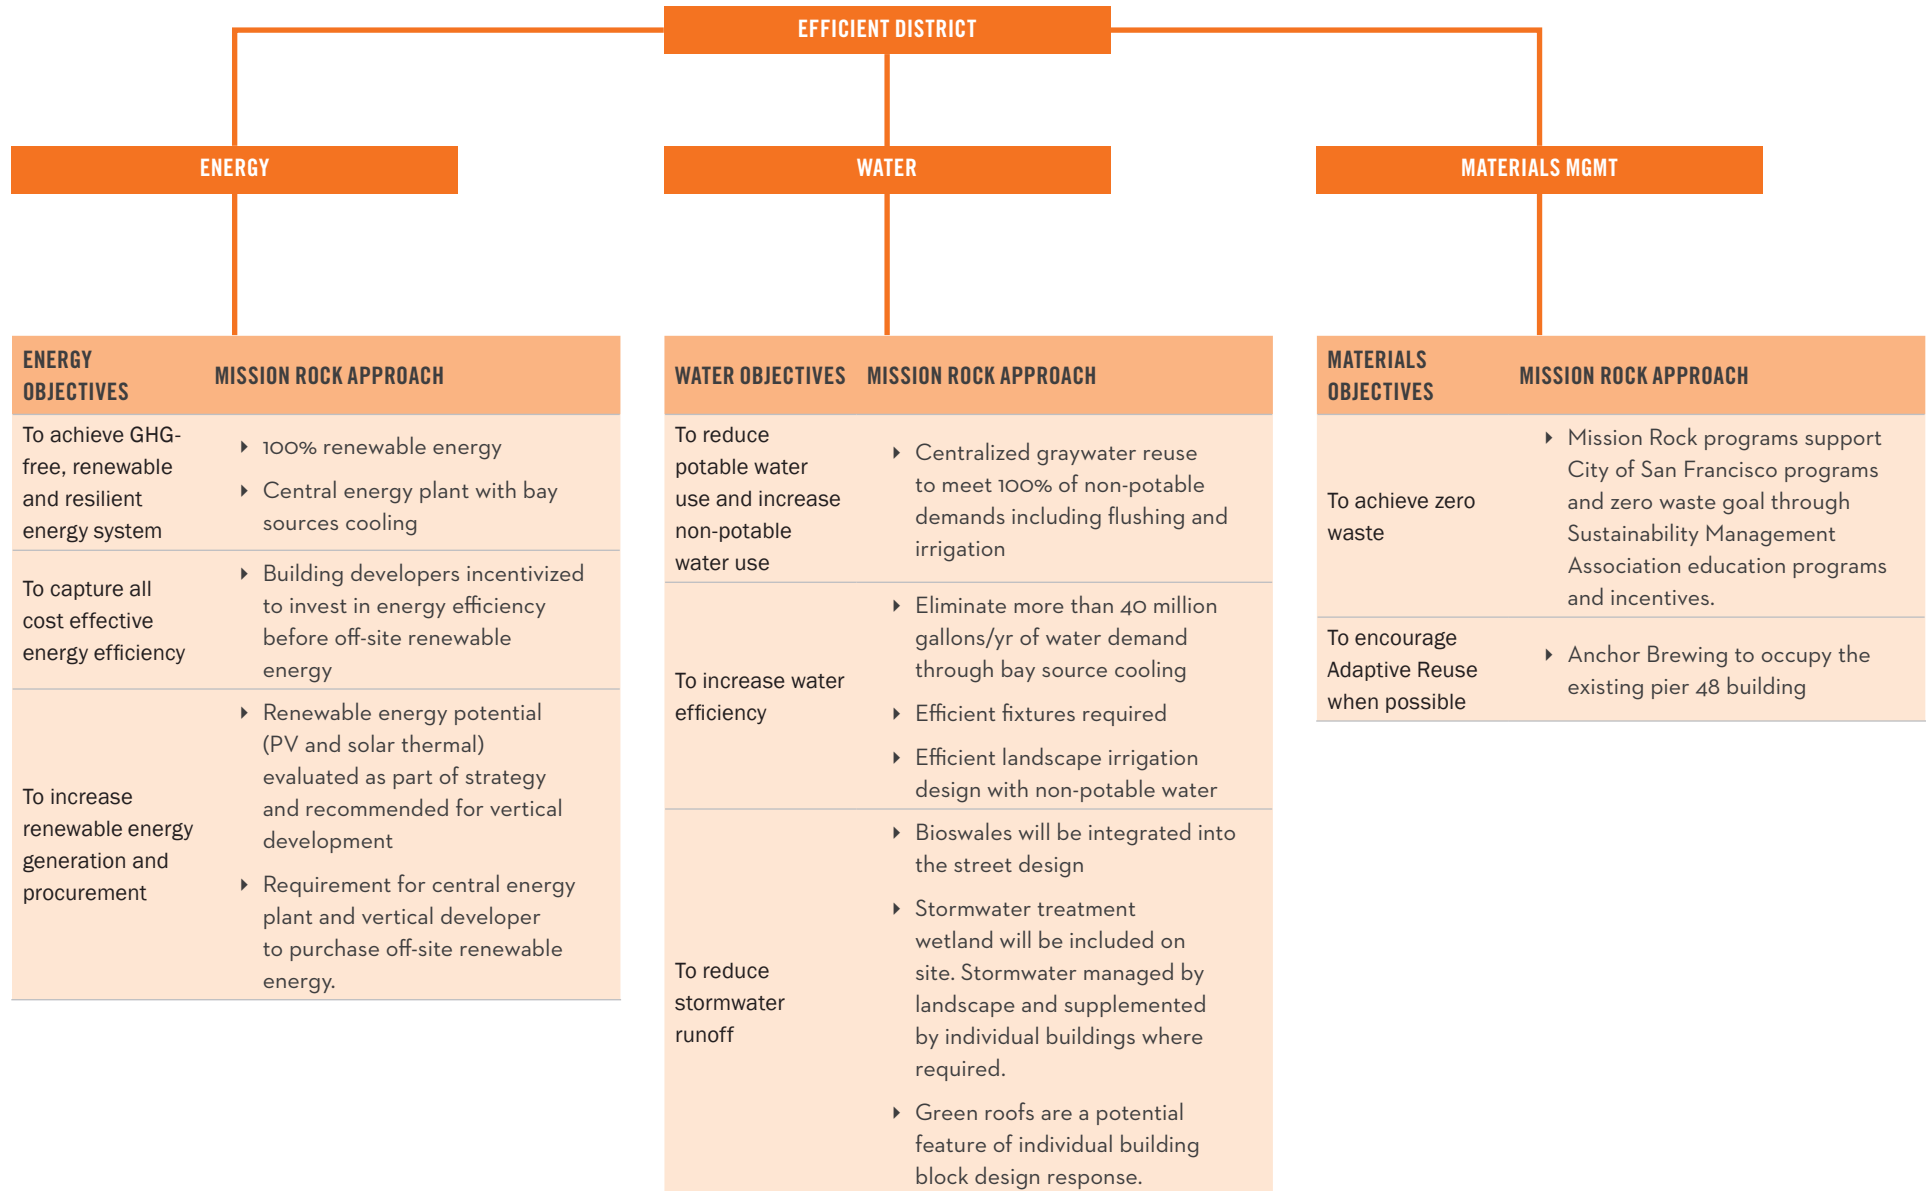 EFFICIENT DISTRICT
ENERGY
WATER
MATERIALS MGMT
ENERGY
OBJECTIVES
MISSION ROCK APPROACH
To achieve GHG-
free, renewable
and resilient
energy system
‣ 100% renewable energy
‣ Central energy plant with bay
sources cooling
To capture all
cost effective
energy efficiency
‣ Building developers incentivized
to invest in energy efficiency
before off-site renewable
energy
To increase
renewable energy
generation and
procurement
‣ Renewable energy potential
(PV and solar thermal)
evaluated as part of strategy
and recommended for vertical
development
‣ Requirement for central energy
plant and vertical developer
to purchase off-site renewable
energy.
WATER OBJECTIVES
MISSION ROCK APPROACH
To reduce
potable water
use and increase
non-potable
water use
‣ Centralized graywater reuse
to meet 100% of non-potable
demands including flushing and
irrigation
To increase water
efficiency
‣ Eliminate more than 40 million
gallons/yr of water demand
through bay source cooling
‣ Efficient fixtures required
‣ Efficient landscape irrigation
design with non-potable water
To reduce
stormwater
runoff
‣ Bioswales will be integrated into
the street design
‣ Stormwater treatment
wetland will be included on
site. Stormwater managed by
landscape and supplemented
by individual buildings where
required.
‣ Green roofs are a potential
feature of individual building
block design response.
MATERIALS
OBJECTIVES
MISSION ROCK APPROACH
To achieve zero
waste
‣ Mission Rock programs support
City of San Francisco programs
and zero waste goal through
Sustainability Management
Association education programs
and incentives.
To encourage
Adaptive Reuse
when possible
‣ Anchor Brewing to occupy the
existing pier 48 building